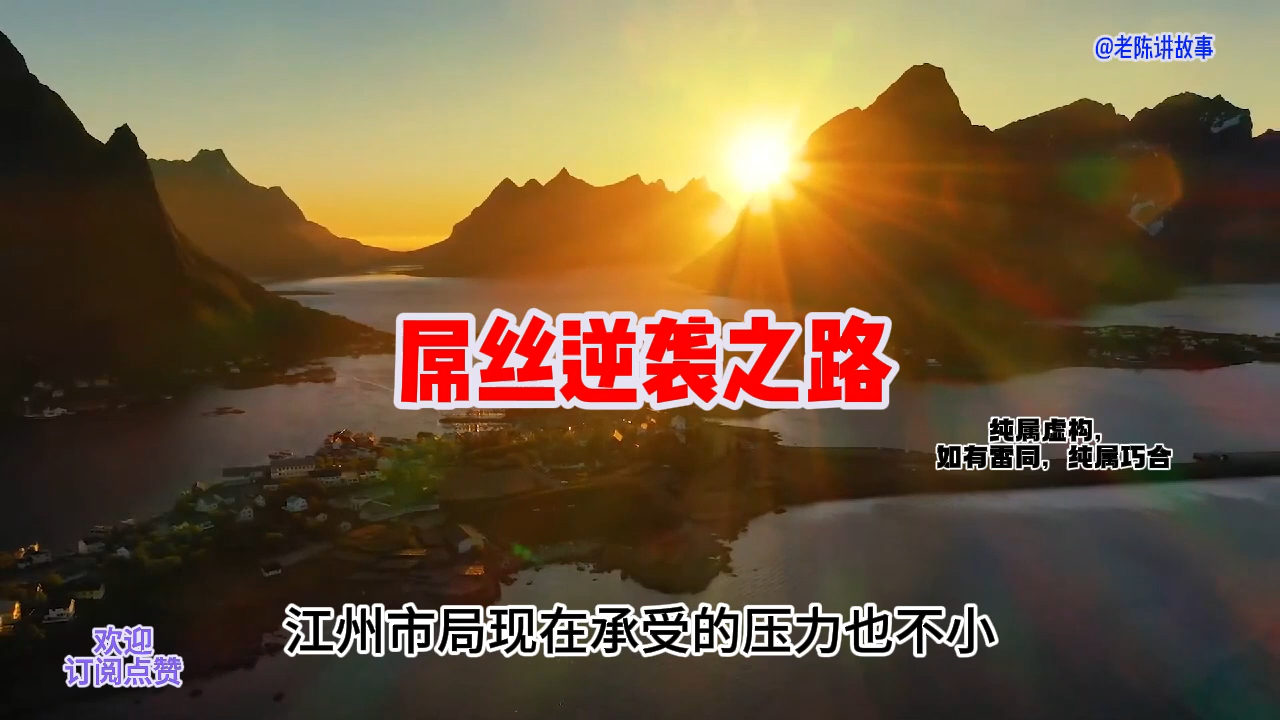 @老陈讲故事
屌丝逆袭之路
纯属虚构，
如有雷同，纯属巧合
江州市局现在承受的压力也不小
欢迎
订阅点赞